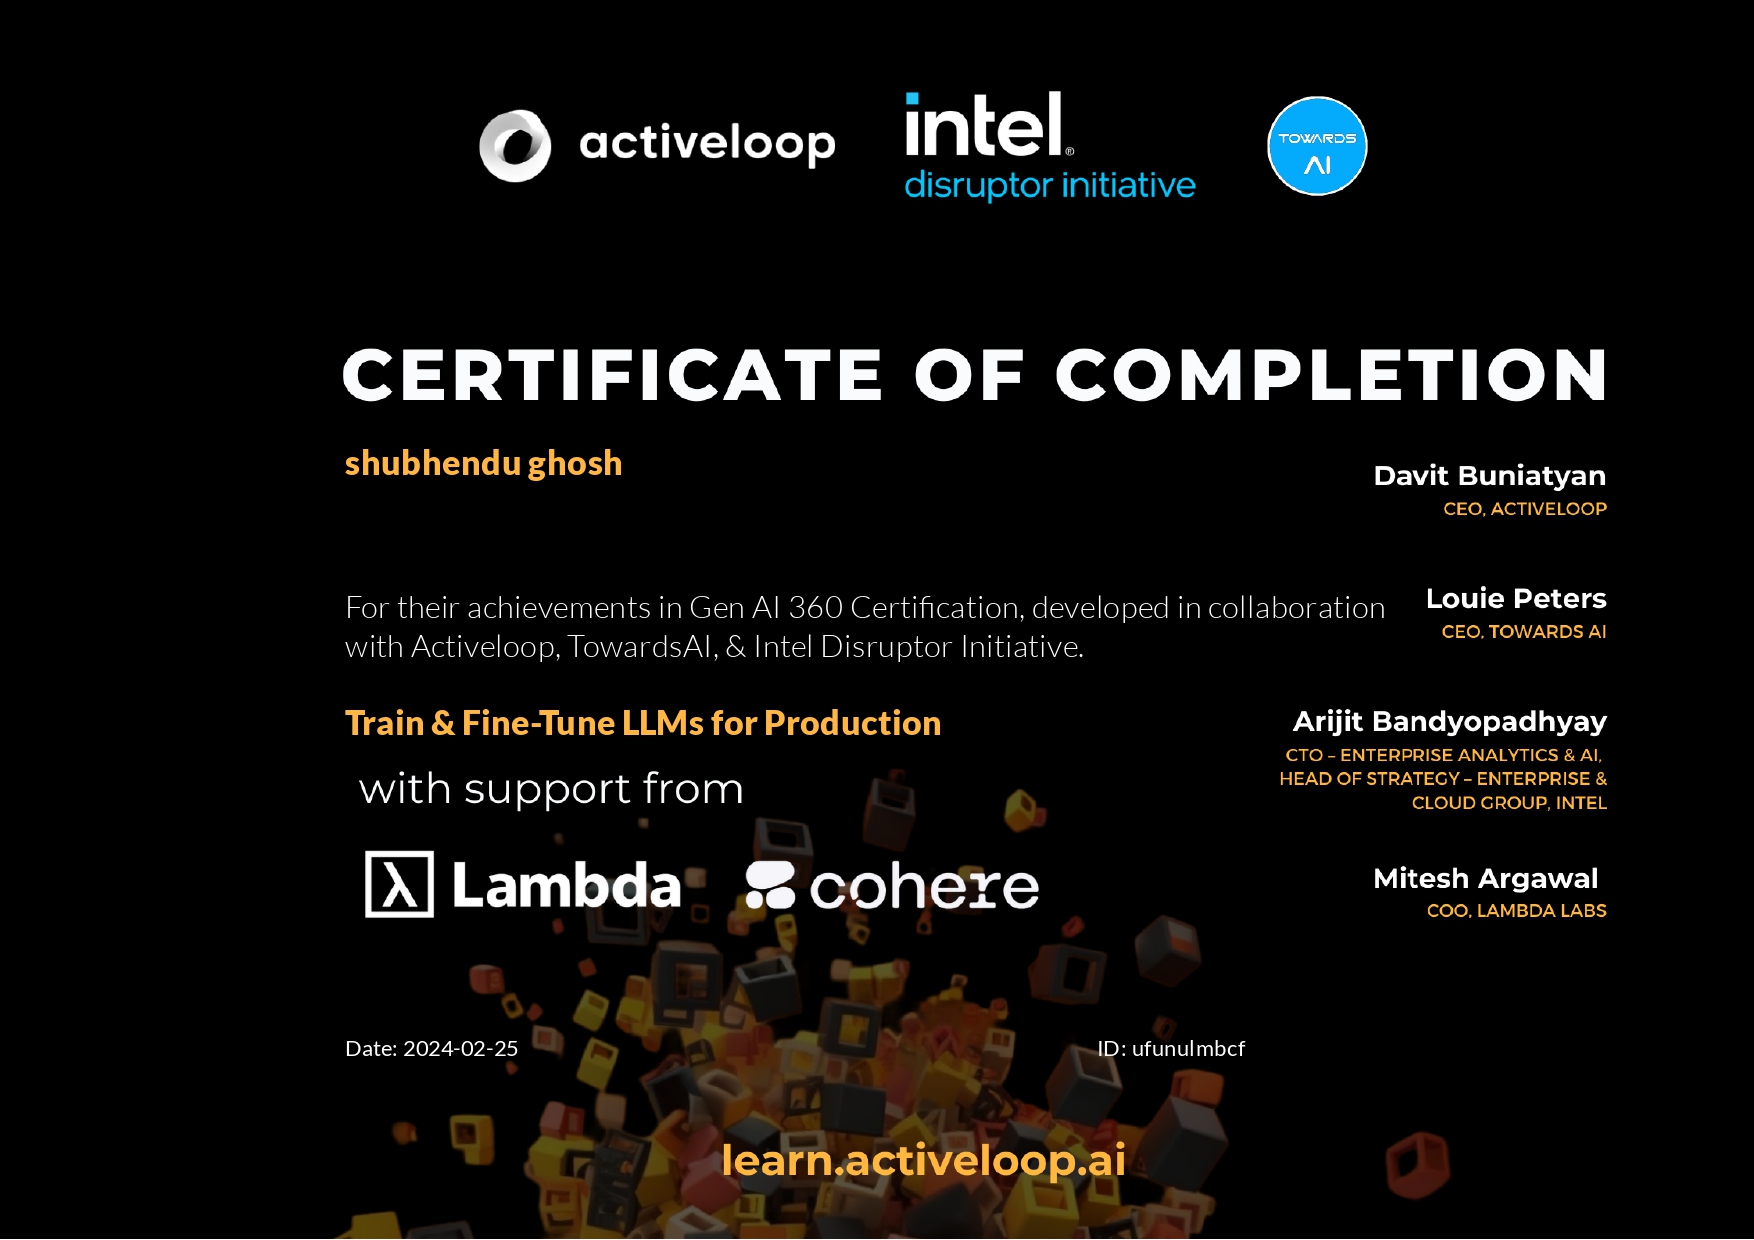 activeloop
intel®
disruptor initiative
TOWARDS
AI
CERTIFICATE OF COMPLETION
shubhendu ghosh
For their achievements in Gen AI 360 Certification, developed in collaboration
with Activeloop, TowardsAI, & Intel Disruptor Initiative.
Train & Fine-Tune LLMs for Production
with support from
λ Lambda
cohere
Davit Buniatyan
CEO, ACTIVELOOP
Louie Peters
CEO, TOWARDS AI
Arijit Bandyopadhyay
CTO – ENTERPRISE ANALYTICS & AI,
HEAD OF STRATEGY – ENTERPRISE &
CLOUD GROUP, INTEL
Mitesh Argawal
COO, LAMBDA LABS
Date: 2024-02-25
ID: ufunulmbcf
learn.activeloop.ai